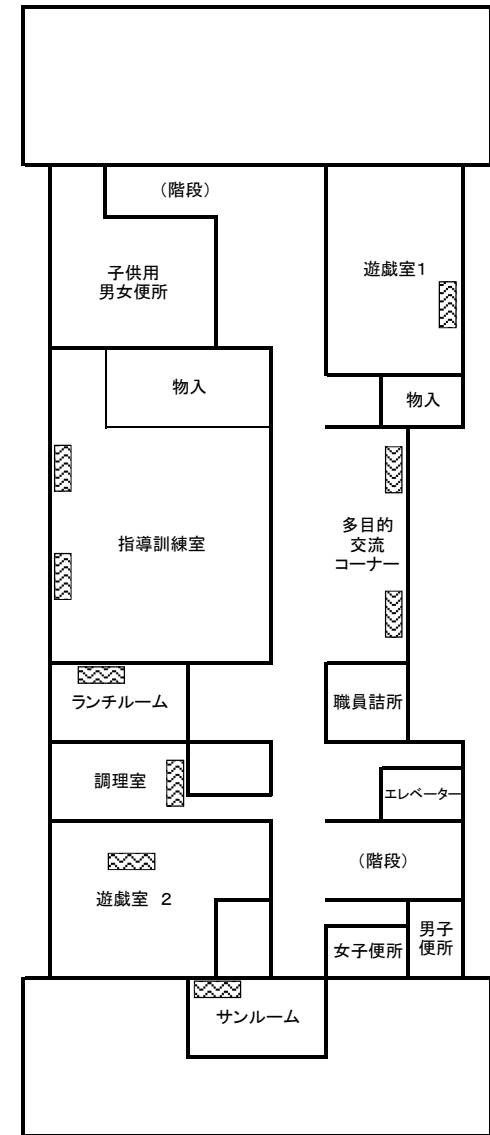 （階段）
子供用
男女便所
遊戯室１
物入
物入
指導訓練室
多目的
交流
コーナー
ランチルーム
職員詰所
調理室
エレベーター
遊戯室　２
（階段）
女子便所
男子
便所
サンルーム